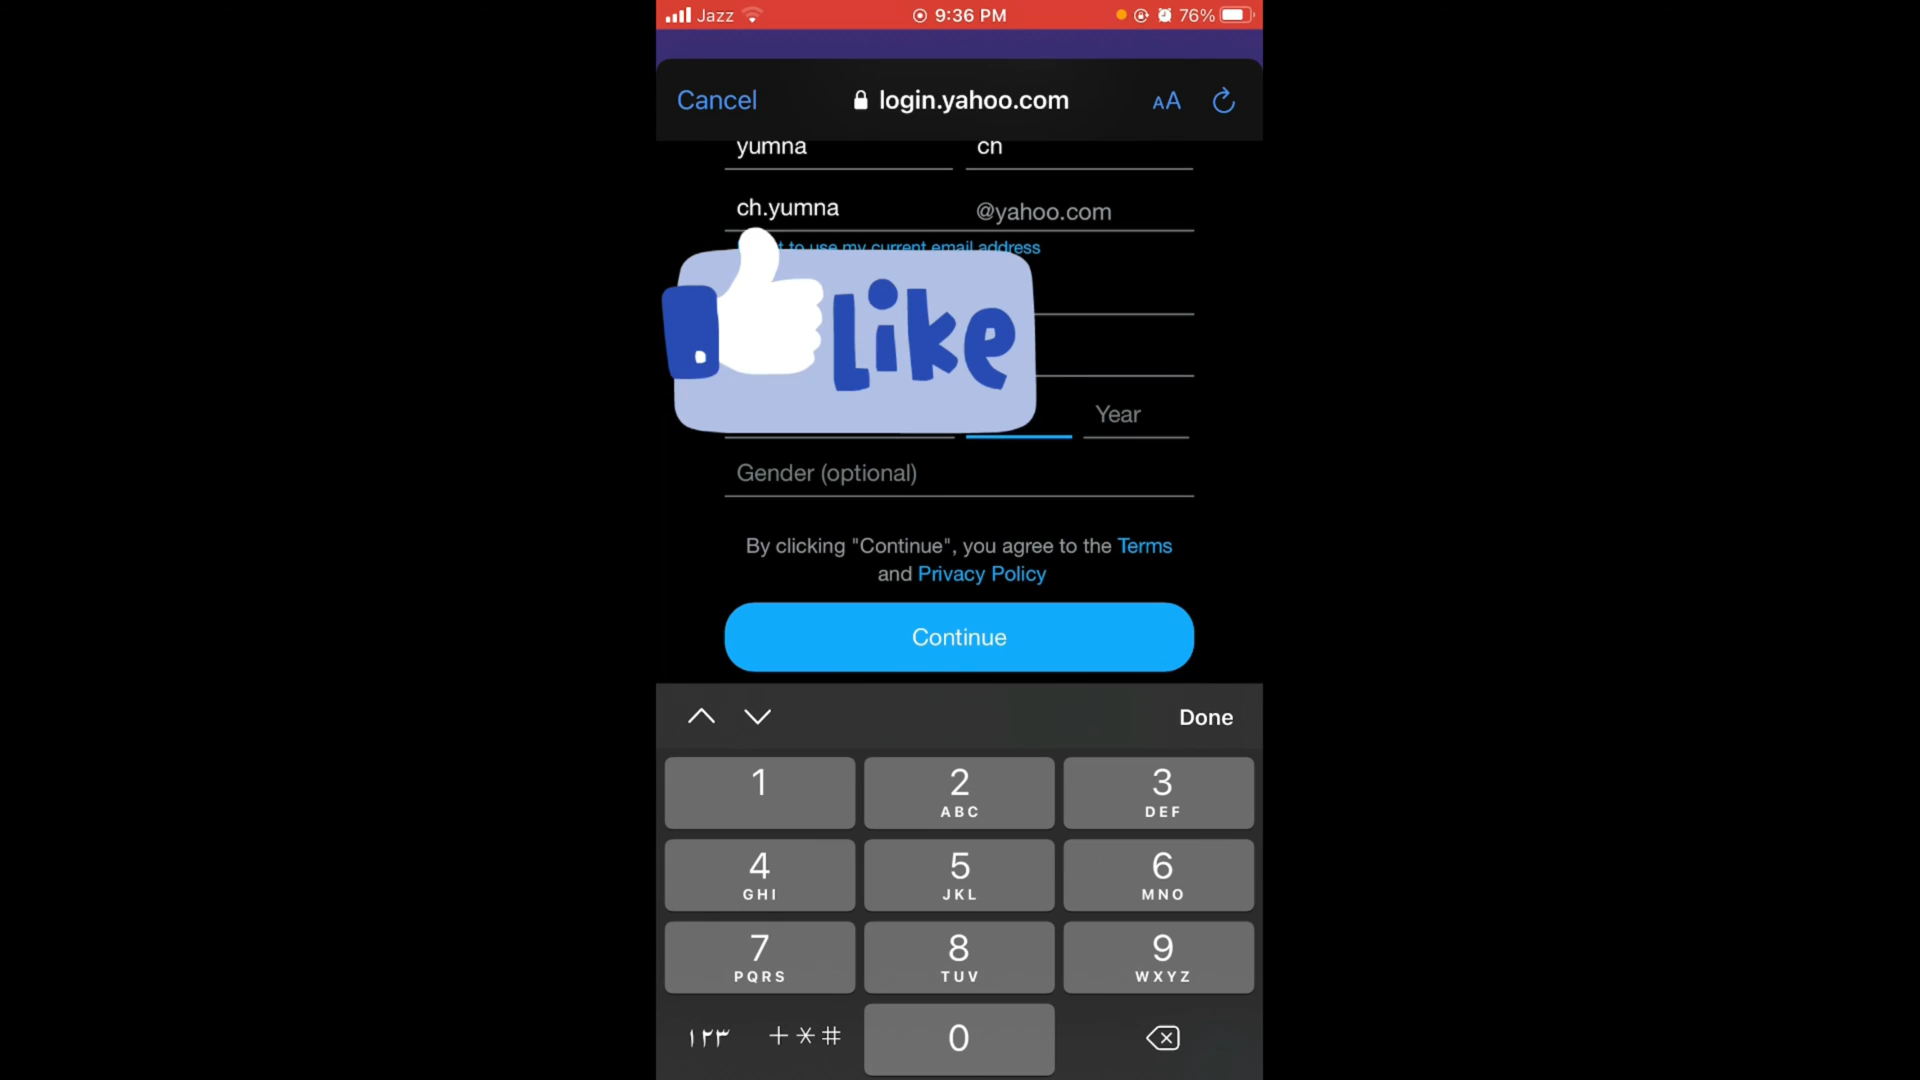 Jazz 9:36 PM 76%
Cancel login.yahoo.com AA
yumna ch
ch.yumna @yahoo.com
to use my current email address
Like
Year
Gender (optional)
By clicking "Continue", you agree to the Terms
and Privacy Policy
Continue
Done
1 2 3
ABC DEF
4 5 6
GHI JKL MNO
7 8 9
PQRS TUV WXYZ
١٢٣ +*# 0